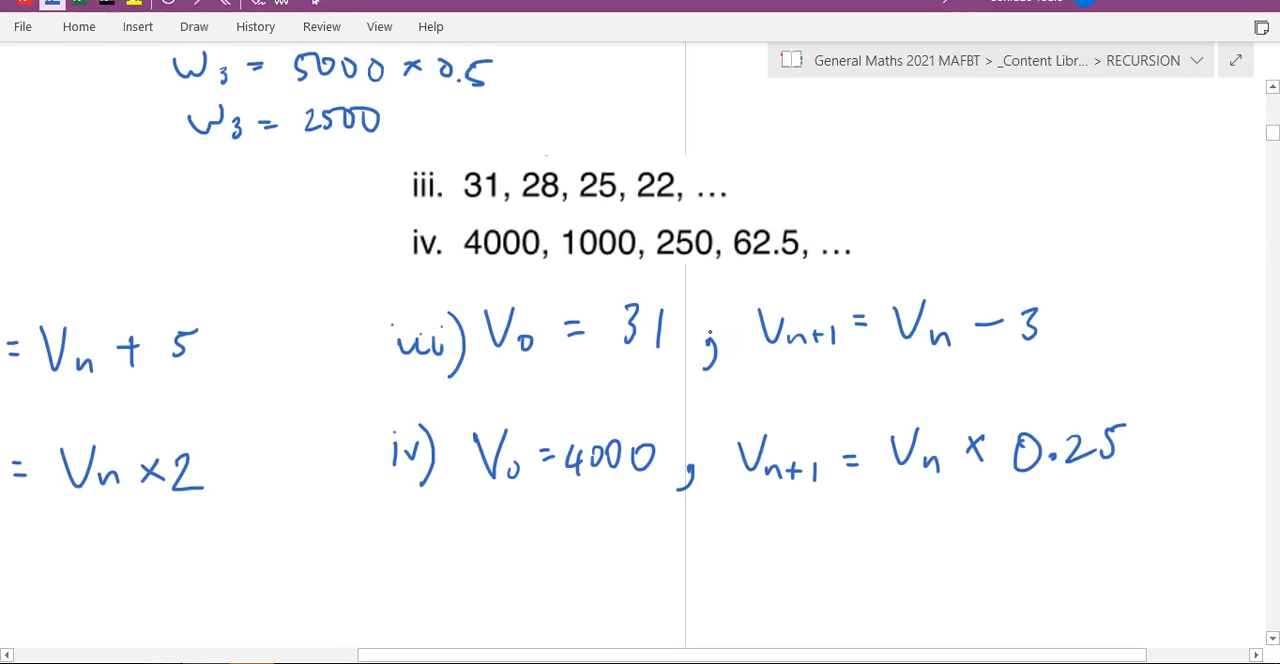 File Home Insert Draw History Review View Help
General Maths 2021 MAFBT > _Content Libr... > RECURSION
W₃ = 5000 × 0.5
W₃ = 2500
iii. 31, 28, 25, 22, …
iv. 4000, 1000, 250, 62.5, …
= Vₙ + 5
iii) V₀ = 31 ; Vₙ₊₁ = Vₙ − 3
= Vₙ × 2
iv) V₀ = 4000 ; Vₙ₊₁ = Vₙ × 0.25